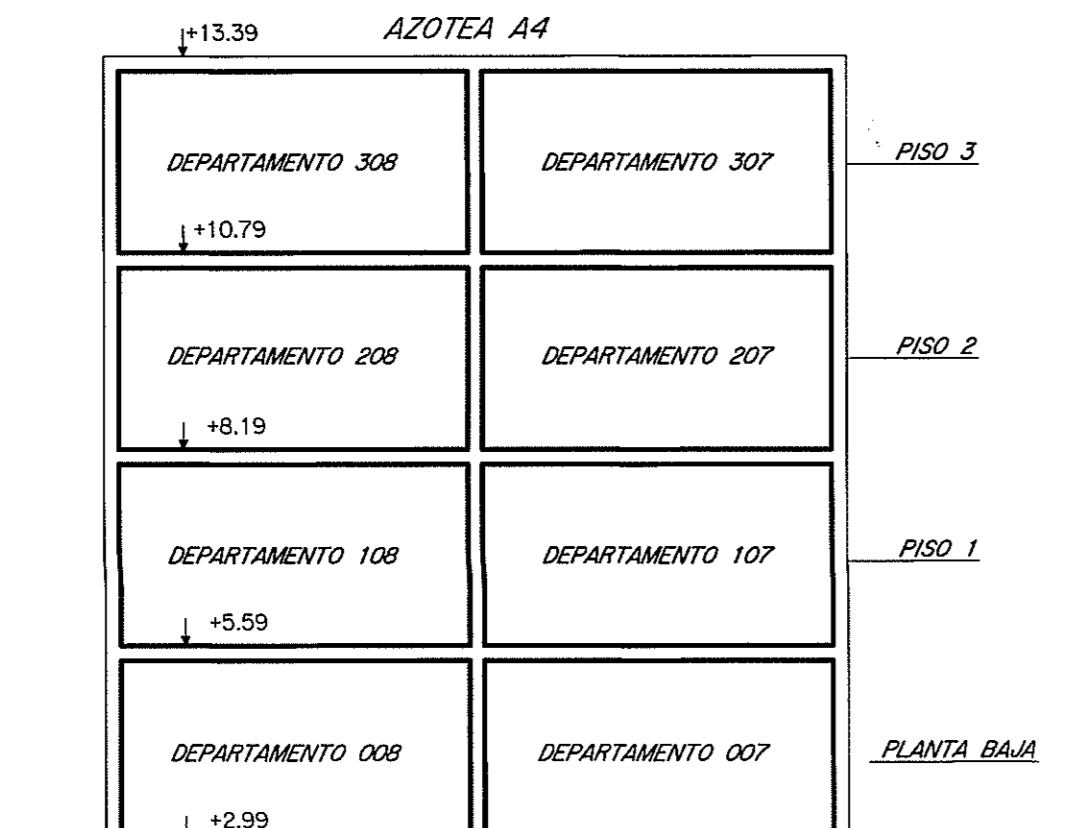 +13.39 AZOTEA A4
DEPARTAMENTO 308 DEPARTAMENTO 307 PISO 3
+10.79
DEPARTAMENTO 208 DEPARTAMENTO 207 PISO 2
+8.19
DEPARTAMENTO 108 DEPARTAMENTO 107 PISO 1
+5.59
DEPARTAMENTO 008 DEPARTAMENTO 007 PLANTA BAJA
+2.99